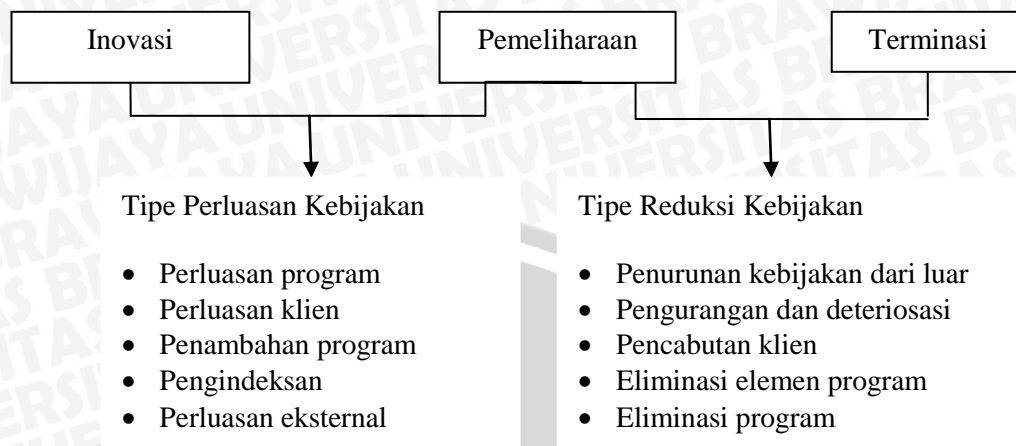 Inovasi
Pemeliharaan
Terminasi
Tipe Perluasan Kebijakan
• Perluasan program
• Perluasan klien
• Penambahan program
• Pengindeksan
• Perluasan eksternal
Tipe Reduksi Kebijakan
• Penurunan kebijakan dari luar
• Pengurangan dan deteriosasi
• Pencabutan klien
• Eliminasi elemen program
• Eliminasi program